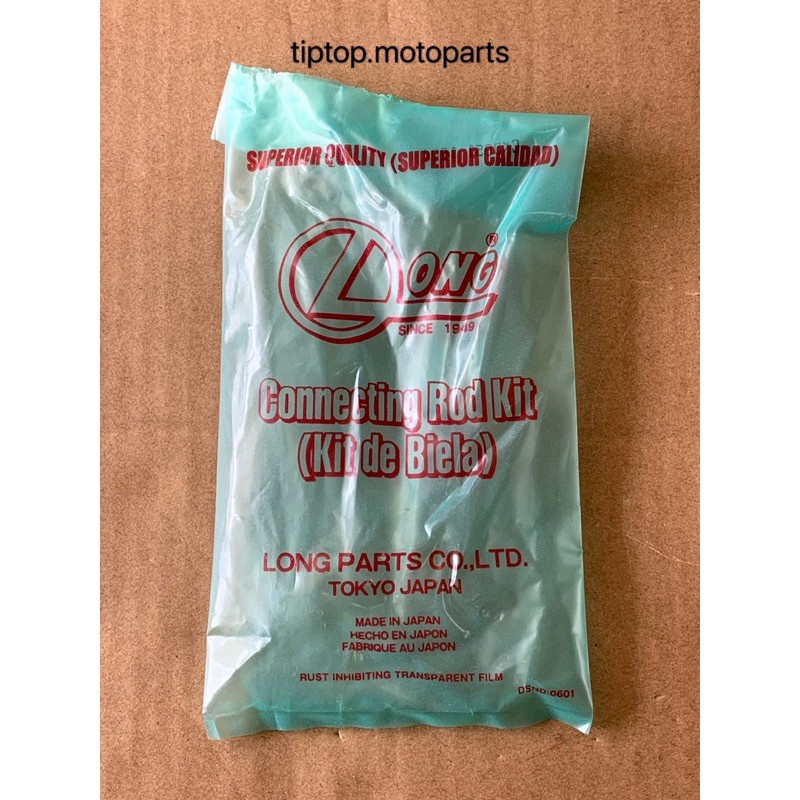 tiptop.motoparts
SUPERIOR QUALITY (SUPERIOR CALIDAD)
LONG®
SINCE 1949
Connecting Rod Kit
(Kit de Biela)
LONG PARTS CO.,LTD.
TOKYO JAPAN
MADE IN JAPAN
HECHO EN JAPON
FABRIQUE AU JAPON
RUST INHIBITING TRANSPARENT FILM
DSNO:0601